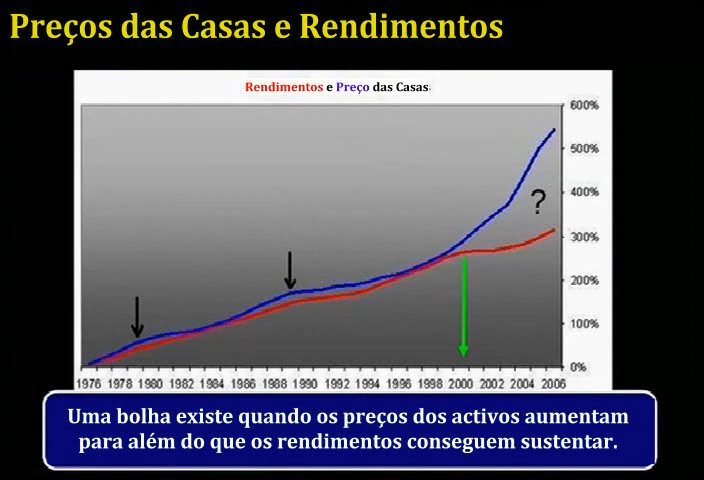 Preços das Casas e Rendimentos
Rendimentos e Preço das Casas
600%
500%
400%
?
300%
200%
100%
0%
1976 1978 1980 1982 1984 1986 1988 1990 1992 1994 1996 1998 2000 2002 2004 2006
Uma bolha existe quando os preços dos activos aumentam
para além do que os rendimentos conseguem sustentar.